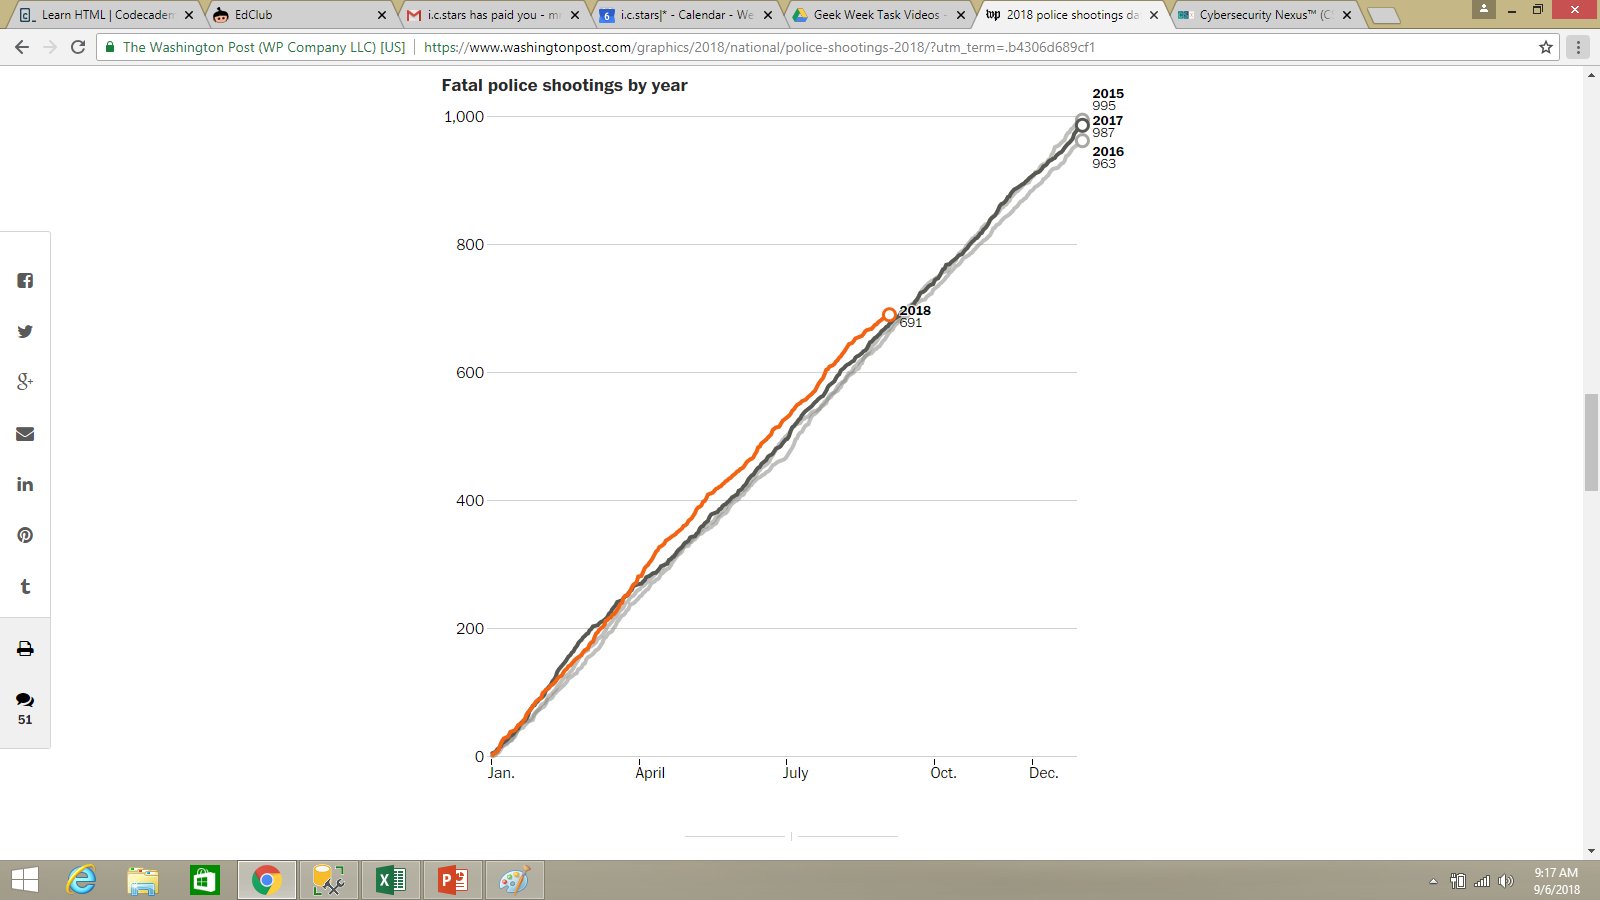 Learn HTML | Codecadem
EdClub
i.c.stars has paid you - m
i.c.stars|* - Calendar - We
Geek Week Task Videos -
wp 2018 police shootings da
Cybersecurity Nexus™ (C
The Washington Post (WP Company LLC) [US] | https://www.washingtonpost.com/graphics/2018/national/police-shootings-2018/?utm_term=.b4306d689cf1
Fatal police shootings by year
1,000
800
600
400
200
0
2015
995
2017
987
2016
963
2018
691
Jan.
April
July
Oct.
Dec.
51
9:17 AM
9/6/2018